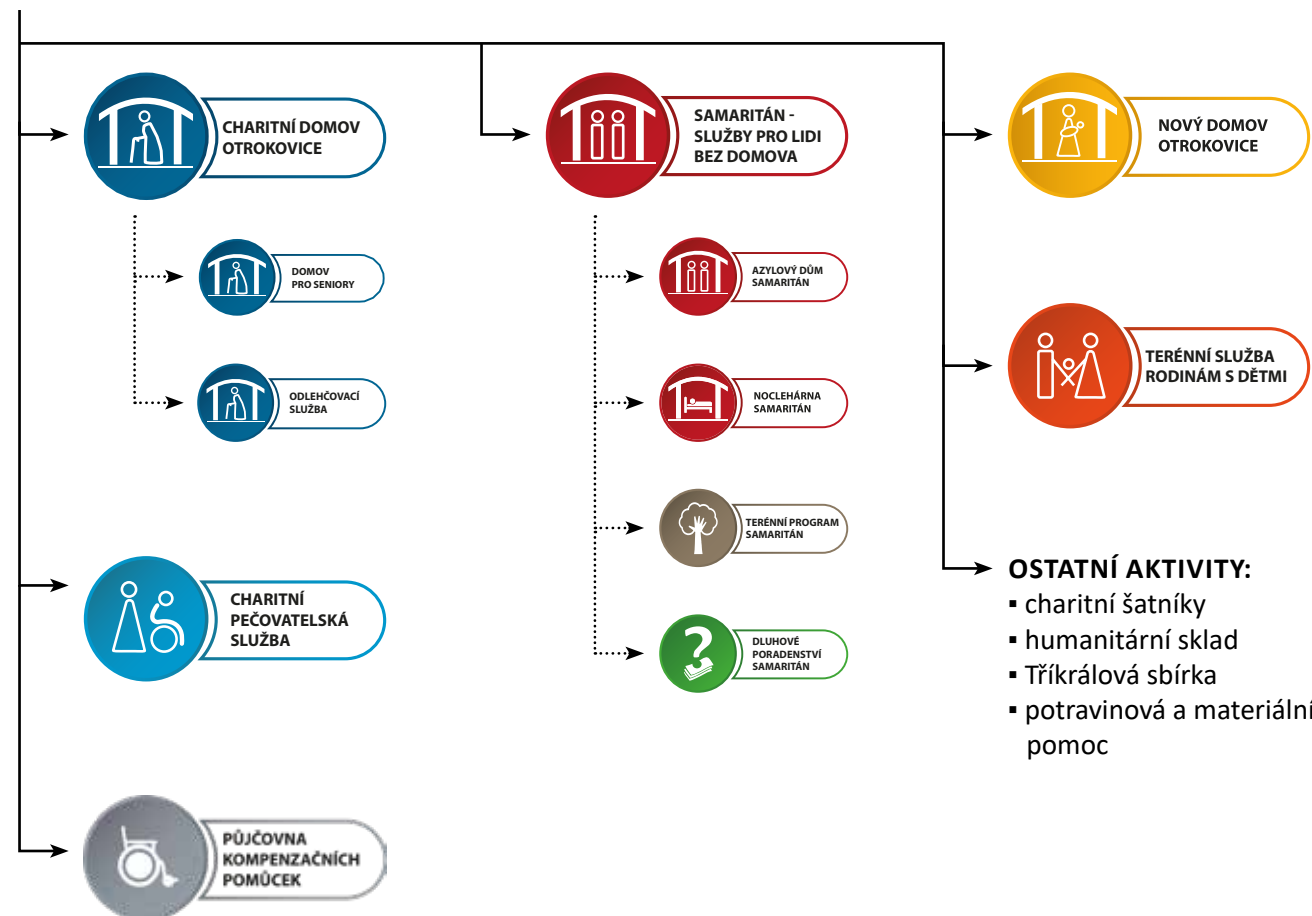 CHARITNÍ DOMOV
OTROKOVICE
DOMOV
PRO SENIORY
ODLEHČOVACÍ
SLUŽBA
CHARITNÍ
PEČOVATELSKÁ
SLUŽBA
PŮJČOVNA
KOMPENZAČNÍCH
POMŮCEK
SAMARITÁN -
SLUŽBY PRO LIDI
BEZ DOMOVA
AZYLOVÝ DŮM
SAMARITÁN
NOCLEHÁRNA
SAMARITÁN
TERÉNNÍ PROGRAM
SAMARITÁN
DLUHOVÉ
PORADENSTVÍ
SAMARITÁN
NOVÝ DOMOV
OTROKOVICE
TERÉNNÍ SLUŽBA
RODINÁM S DĚTMI
OSTATNÍ AKTIVITY:
▪ charitní šatníky
▪ humanitární sklad
▪ Tříkrálová sbírka
▪ potravinová a materiální
pomoc